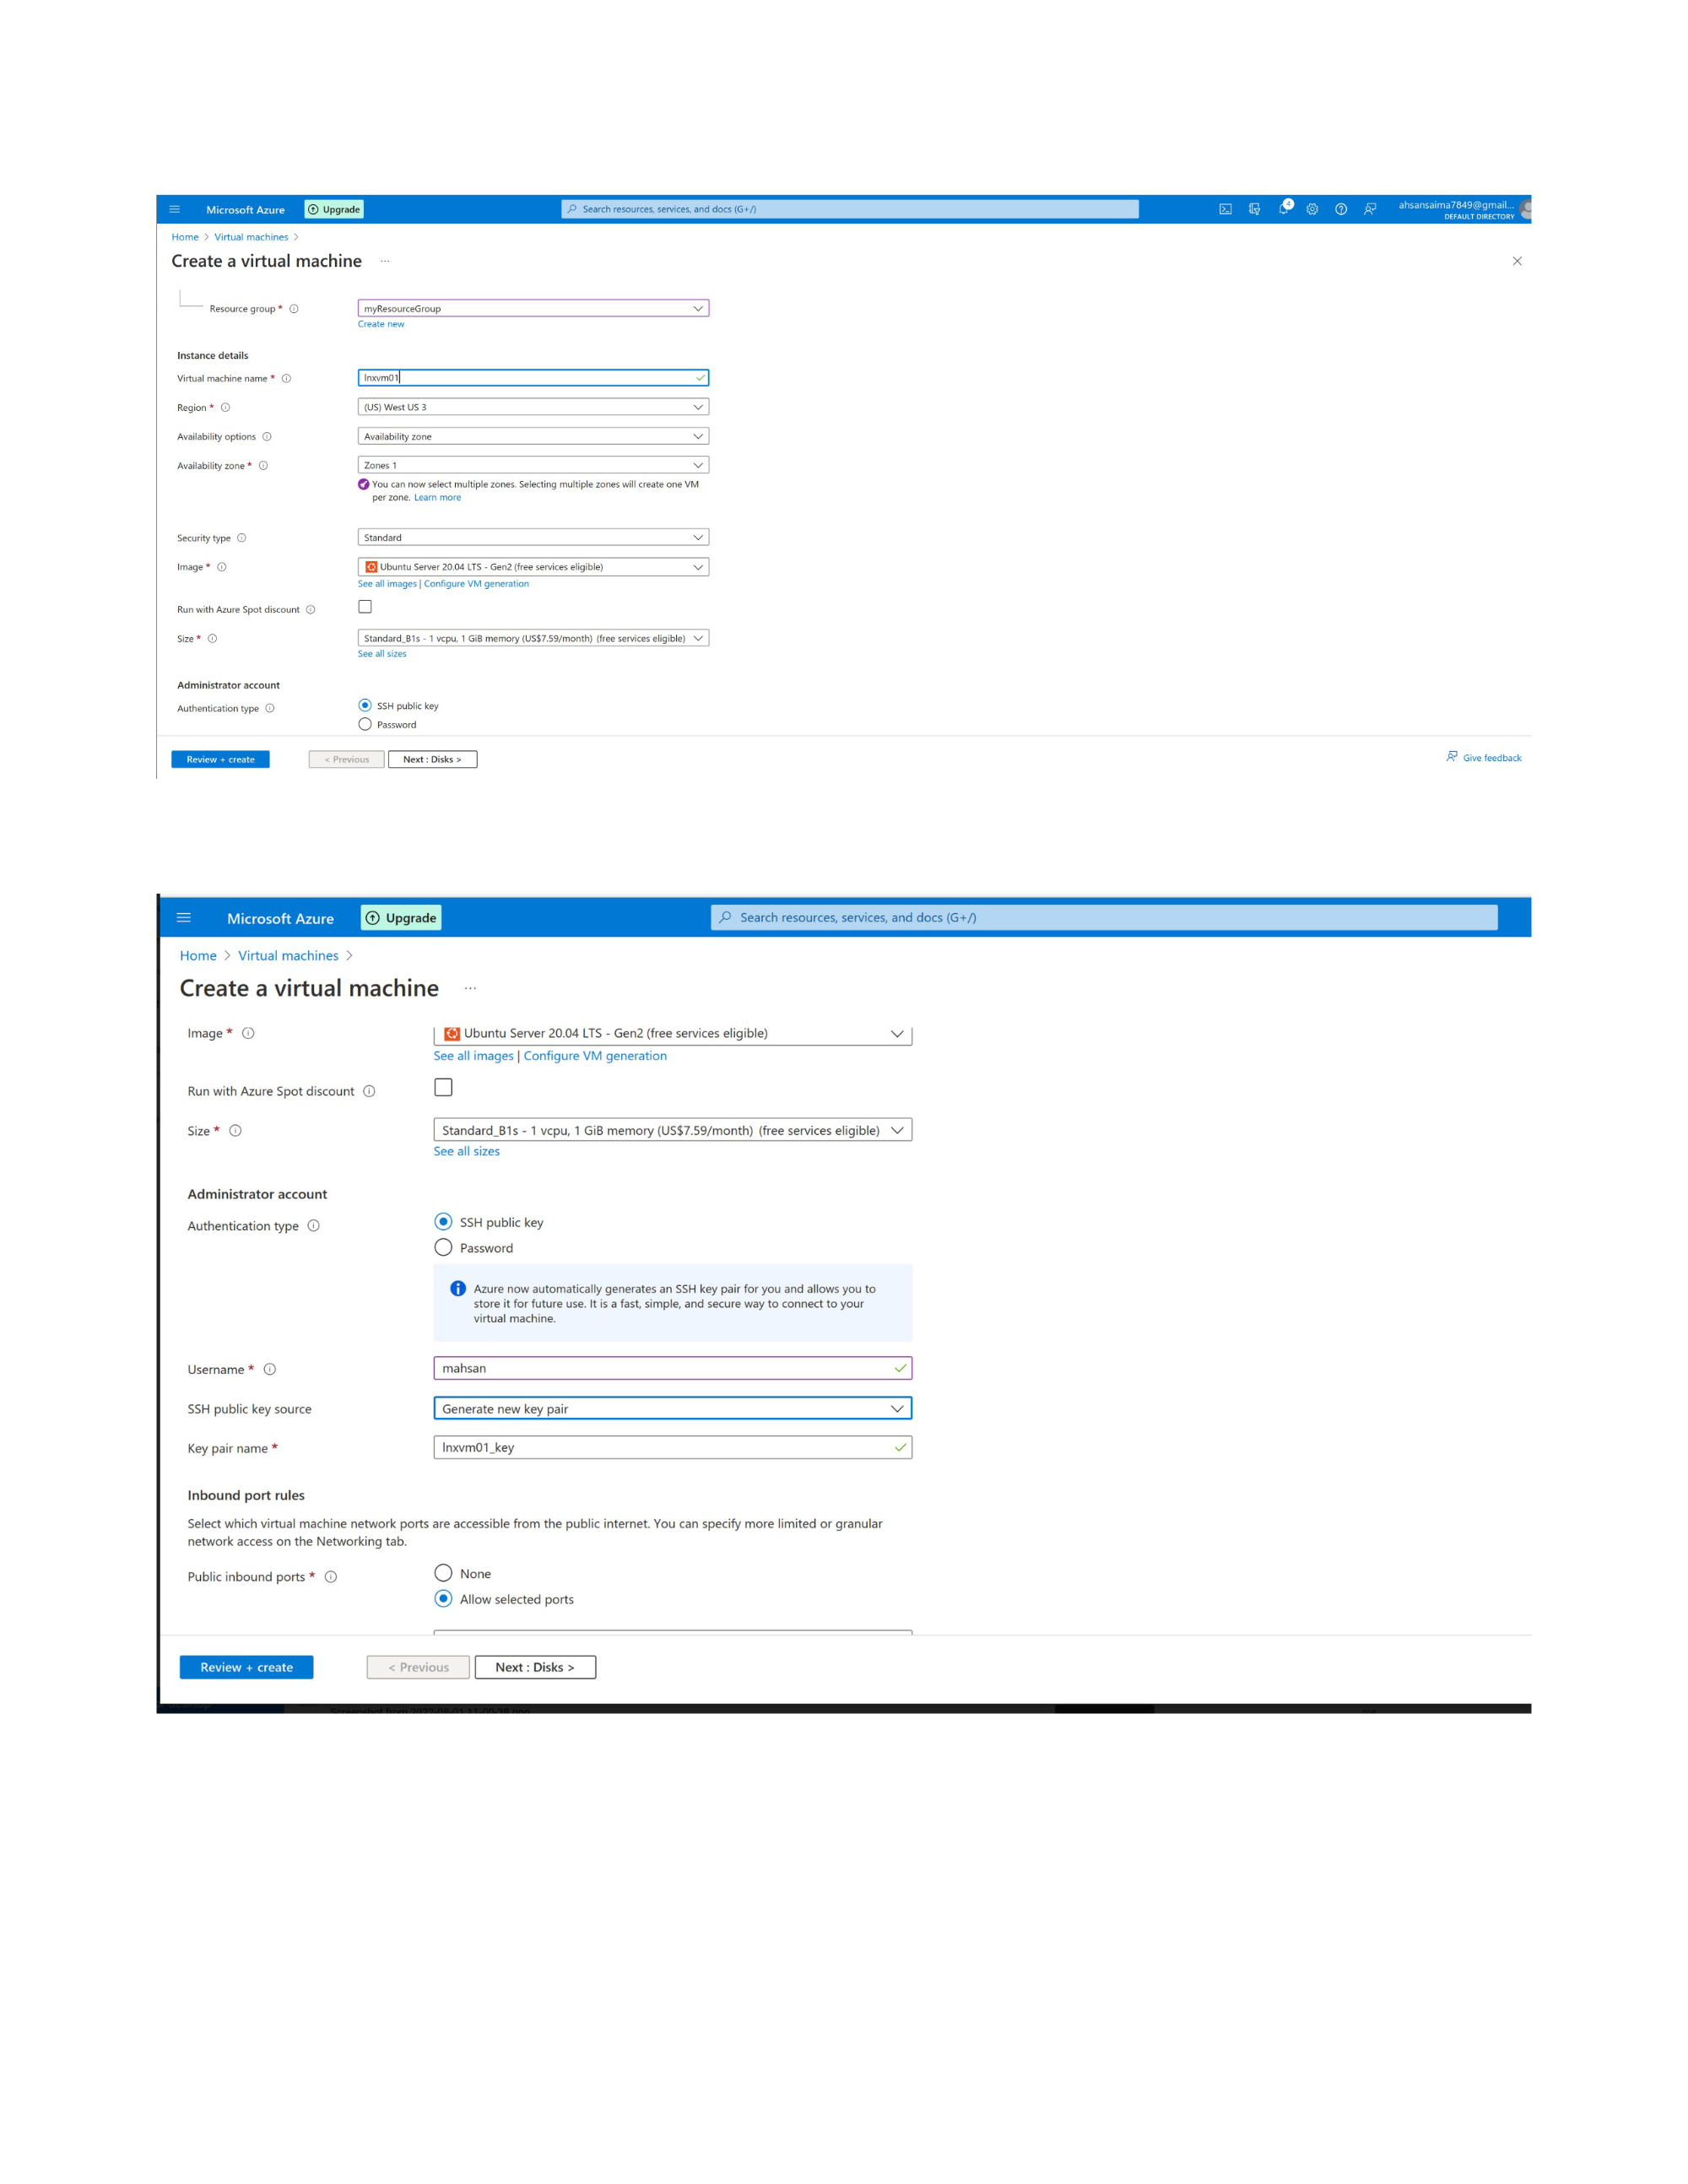 Microsoft Azure Upgrade Search resources, services, and docs (G+/) 4 ahsansaima7849@gmail...
DEFAULT DIRECTORY
Home > Virtual machines >
Create a virtual machine ...
Resource group * myResourceGroup
Create new
Instance details
Virtual machine name * lnxvm01
Region * (US) West US 3
Availability options Availability zone
Availability zone * Zones 1
You can now select multiple zones. Selecting multiple zones will create one VM
per zone. Learn more
Security type Standard
Image * Ubuntu Server 20.04 LTS - Gen2 (free services eligible)
See all images | Configure VM generation
Run with Azure Spot discount
Size * Standard_B1s - 1 vcpu, 1 GiB memory (US$7.59/month) (free services eligible)
See all sizes
Administrator account
Authentication type SSH public key
Password
Review + create < Previous Next : Disks > Give feedback
Microsoft Azure Upgrade Search resources, services, and docs (G+/)
Home > Virtual machines >
Create a virtual machine ...
Image * Ubuntu Server 20.04 LTS - Gen2 (free services eligible)
See all images | Configure VM generation
Run with Azure Spot discount
Size * Standard_B1s - 1 vcpu, 1 GiB memory (US$7.59/month) (free services eligible)
See all sizes
Administrator account
Authentication type SSH public key
Password
Azure now automatically generates an SSH key pair for you and allows you to
store it for future use. It is a fast, simple, and secure way to connect to your
virtual machine.
Username * mahsan
SSH public key source Generate new key pair
Key pair name * lnxvm01_key
Inbound port rules
Select which virtual machine network ports are accessible from the public internet. You can specify more limited or granular
network access on the Networking tab.
Public inbound ports * None
Allow selected ports
Review + create < Previous Next : Disks >